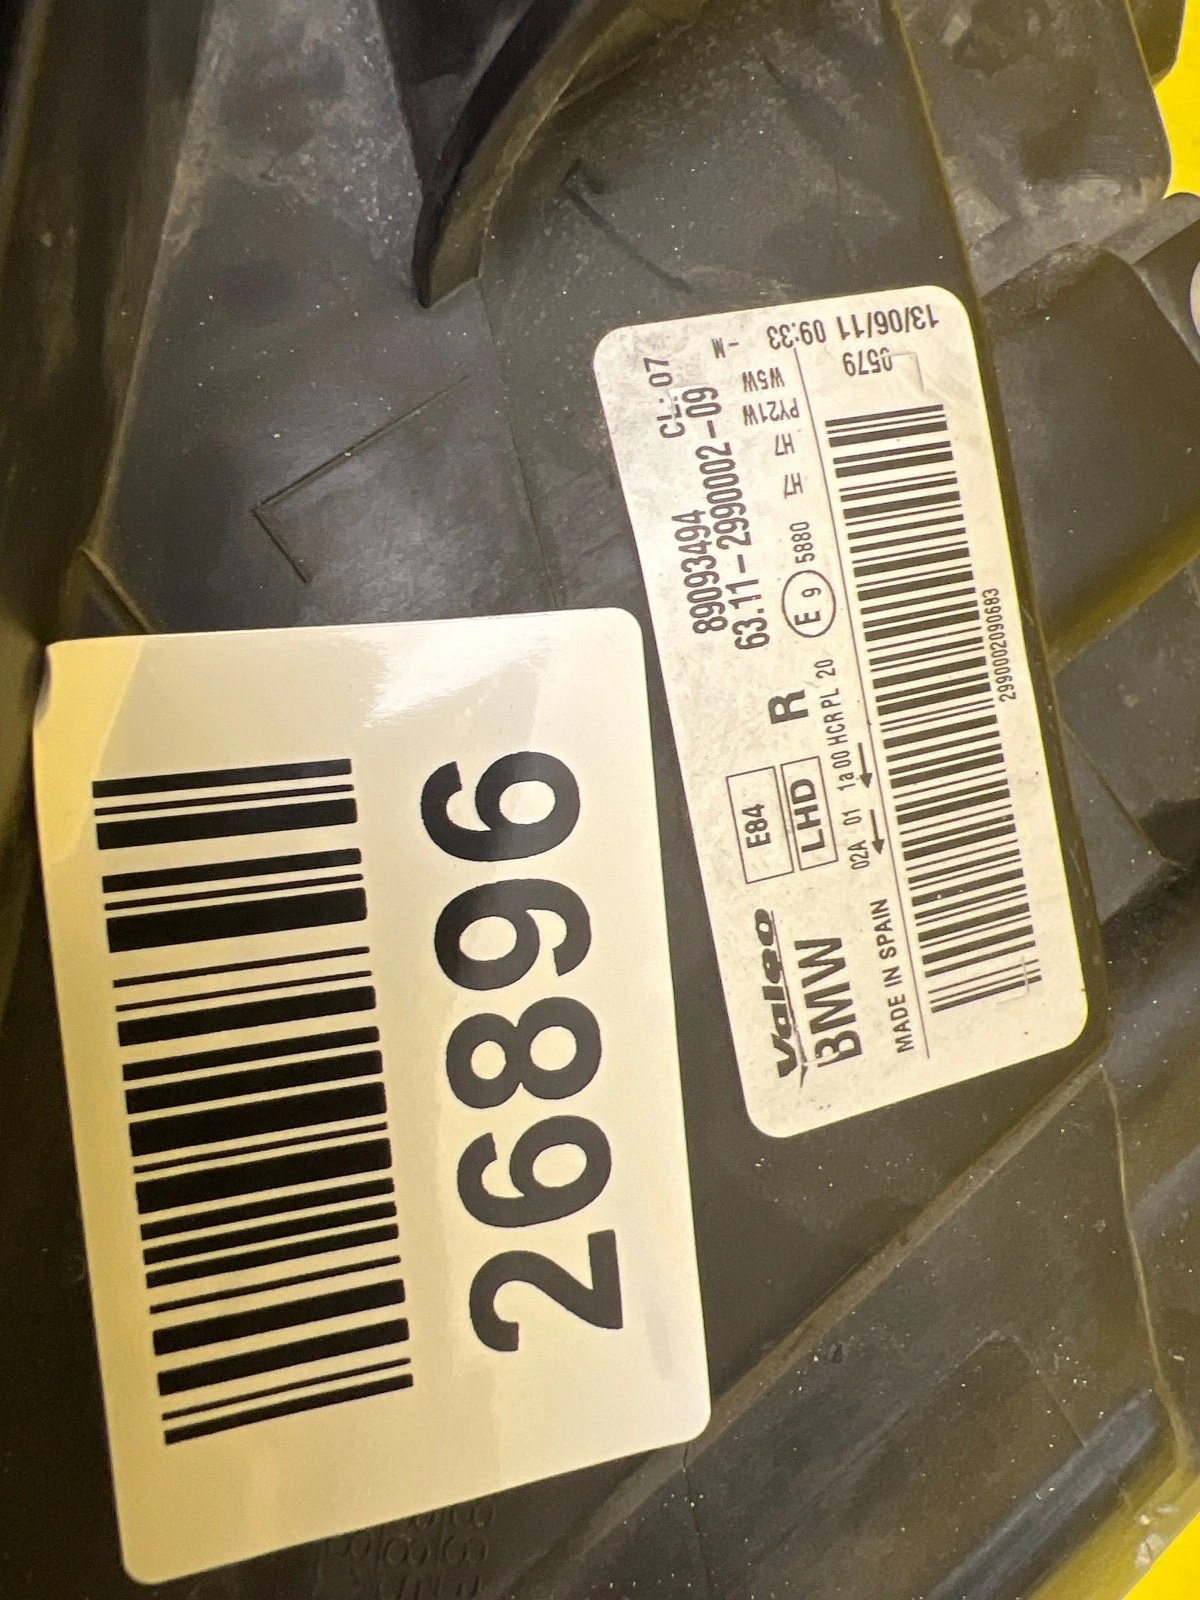 26896
Valeo
BMW
E84
LHD
R
89093494
63.11-2990002-09
CL: 07
MADE IN SPAIN
02A 01 1a 00 HCR PL 20
E 9 5880
H7 H7 PY21W W5W -M
13/06/11 09:33
0579
2990002090683